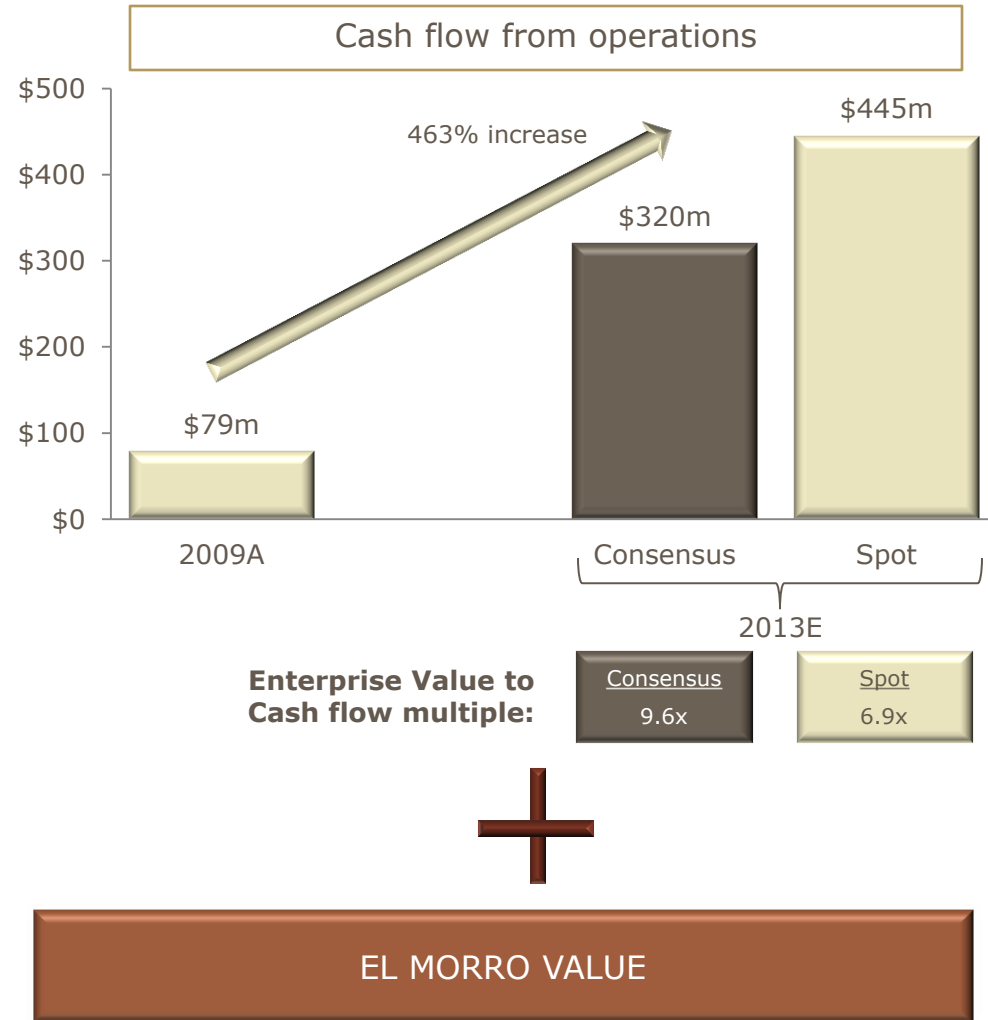 Cash flow from operations
$500
$400
$300
$200
$100
$0
463% increase
$79m
$320m
$445m
2009A
Consensus
Spot
2013E
Enterprise Value to
Cash flow multiple:
Consensus
9.6x
Spot
6.9x
EL MORRO VALUE